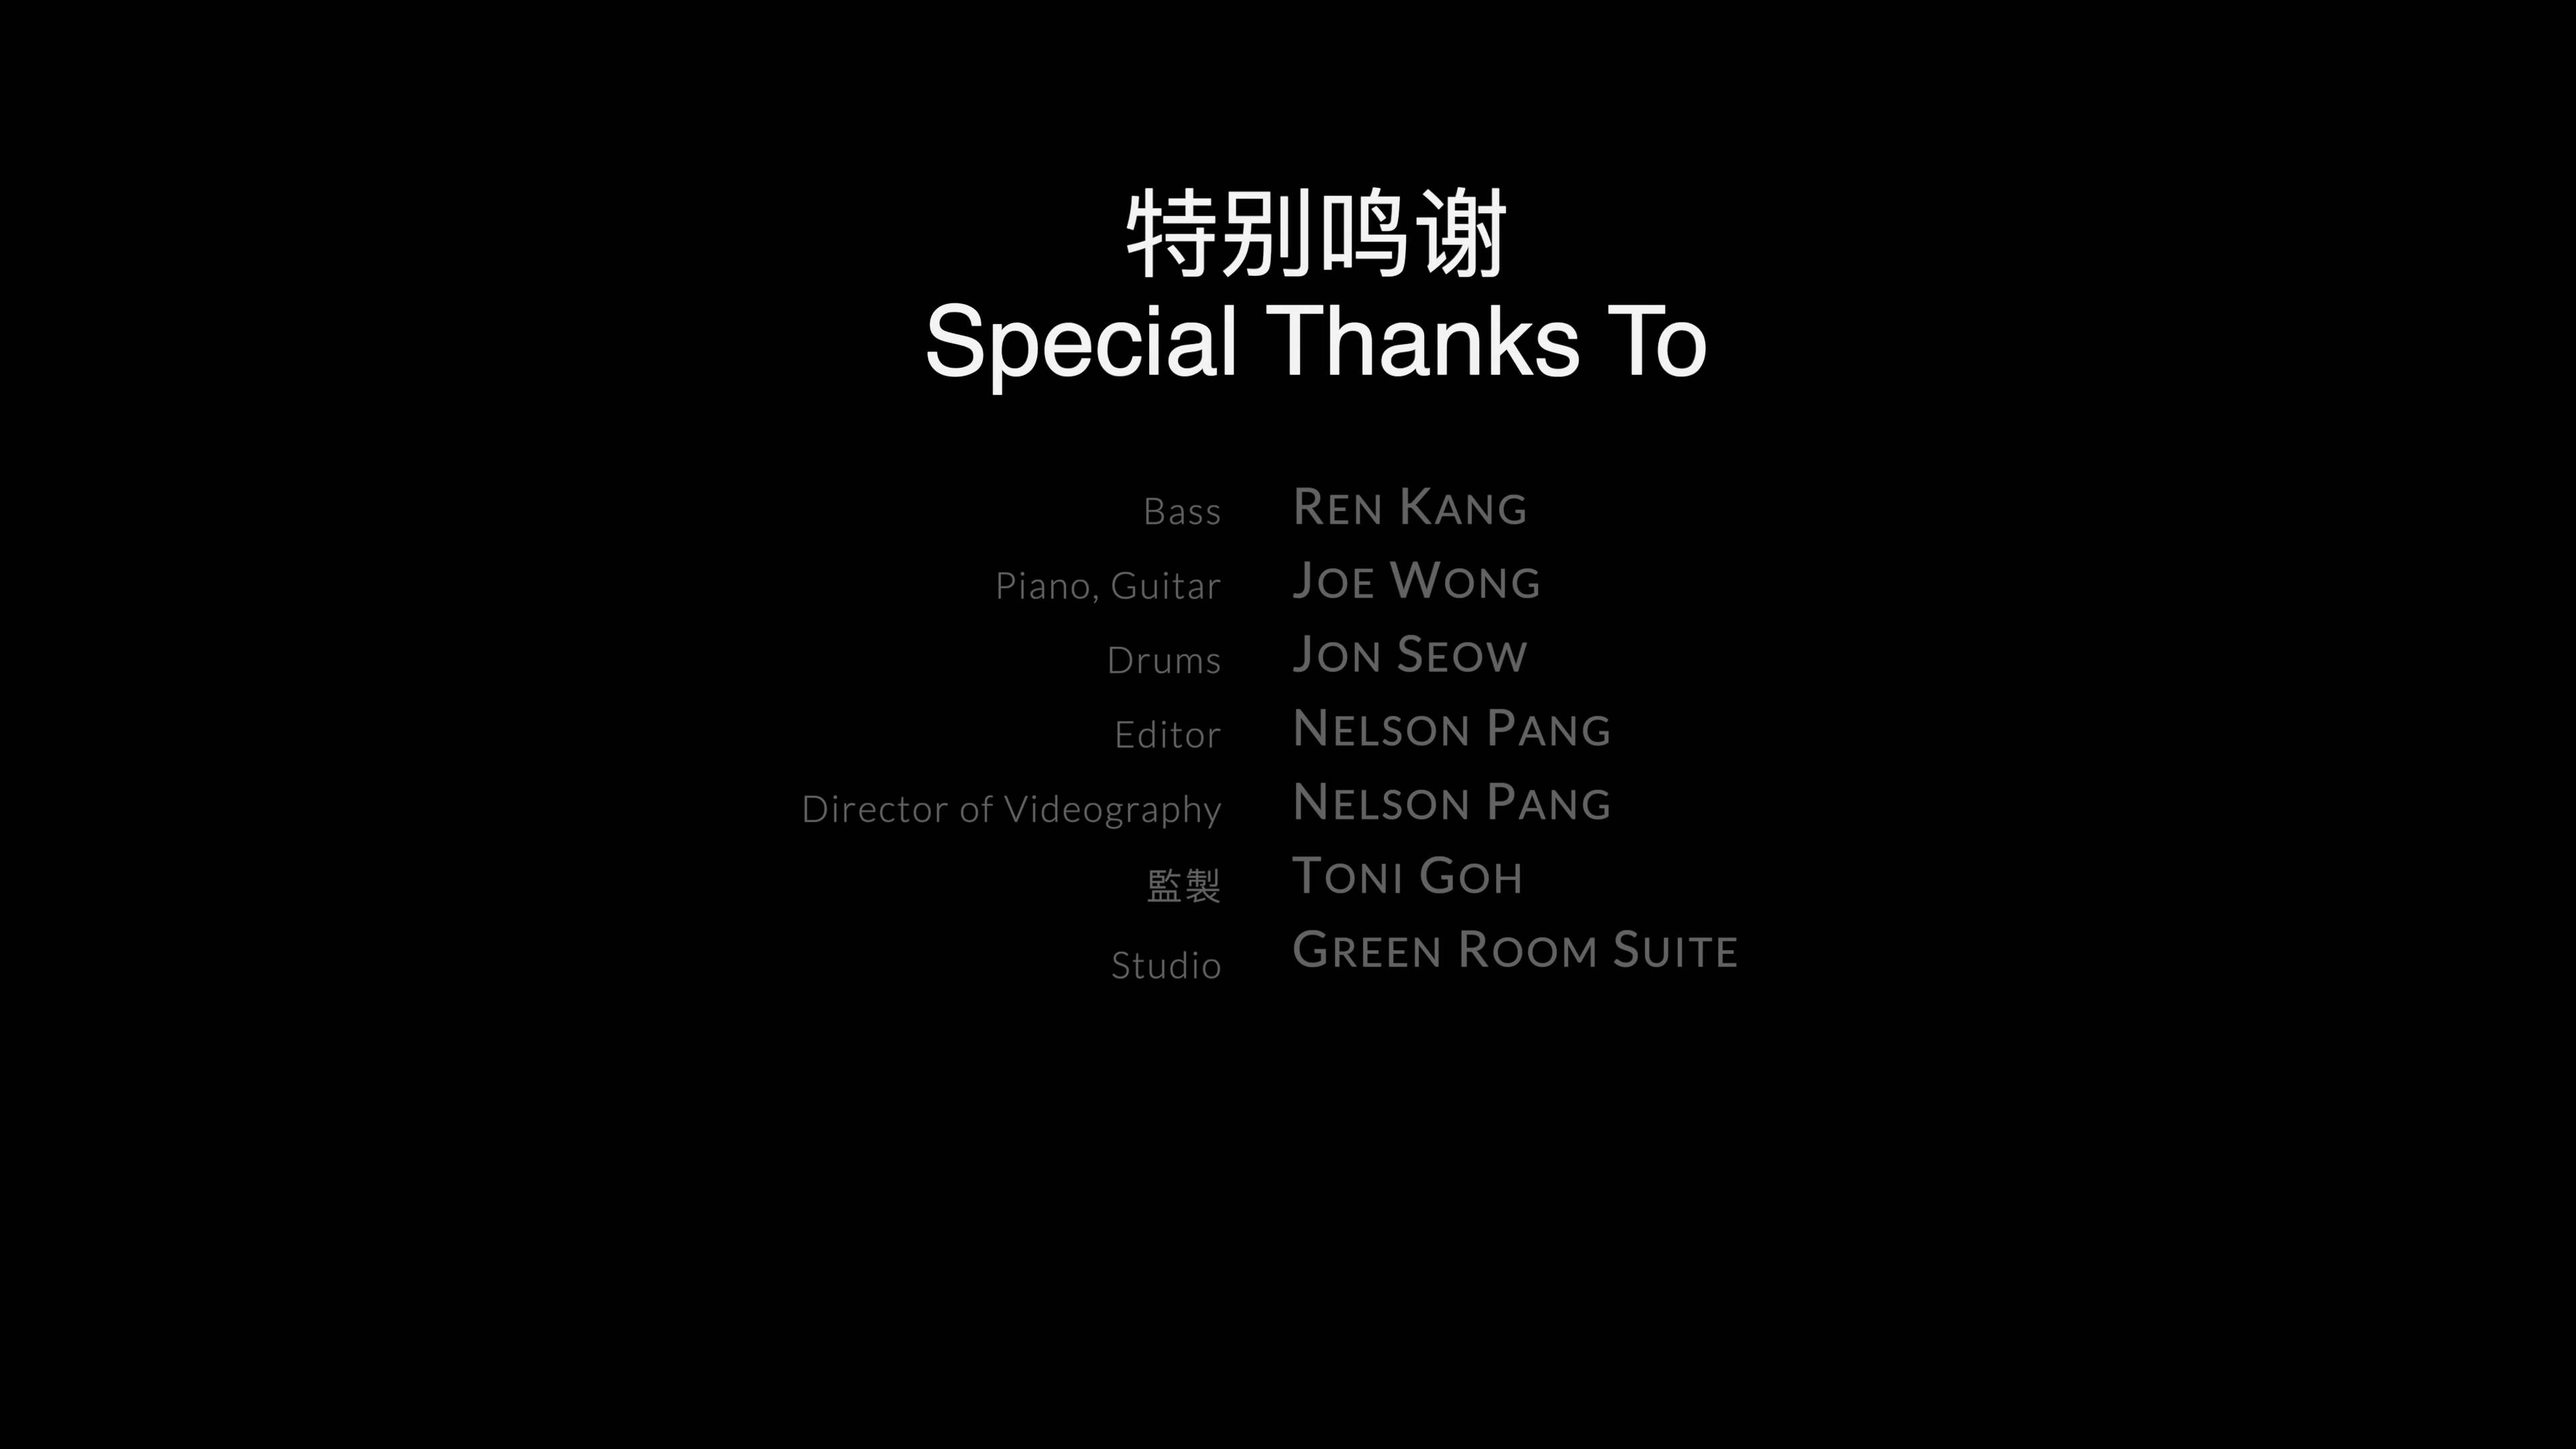 特别鸣谢
Special Thanks To
Bass REN KANG
Piano, Guitar JOE WONG
Drums JON SEOW
Editor NELSON PANG
Director of Videography NELSON PANG
監製 TONI GOH
Studio GREEN ROOM SUITE